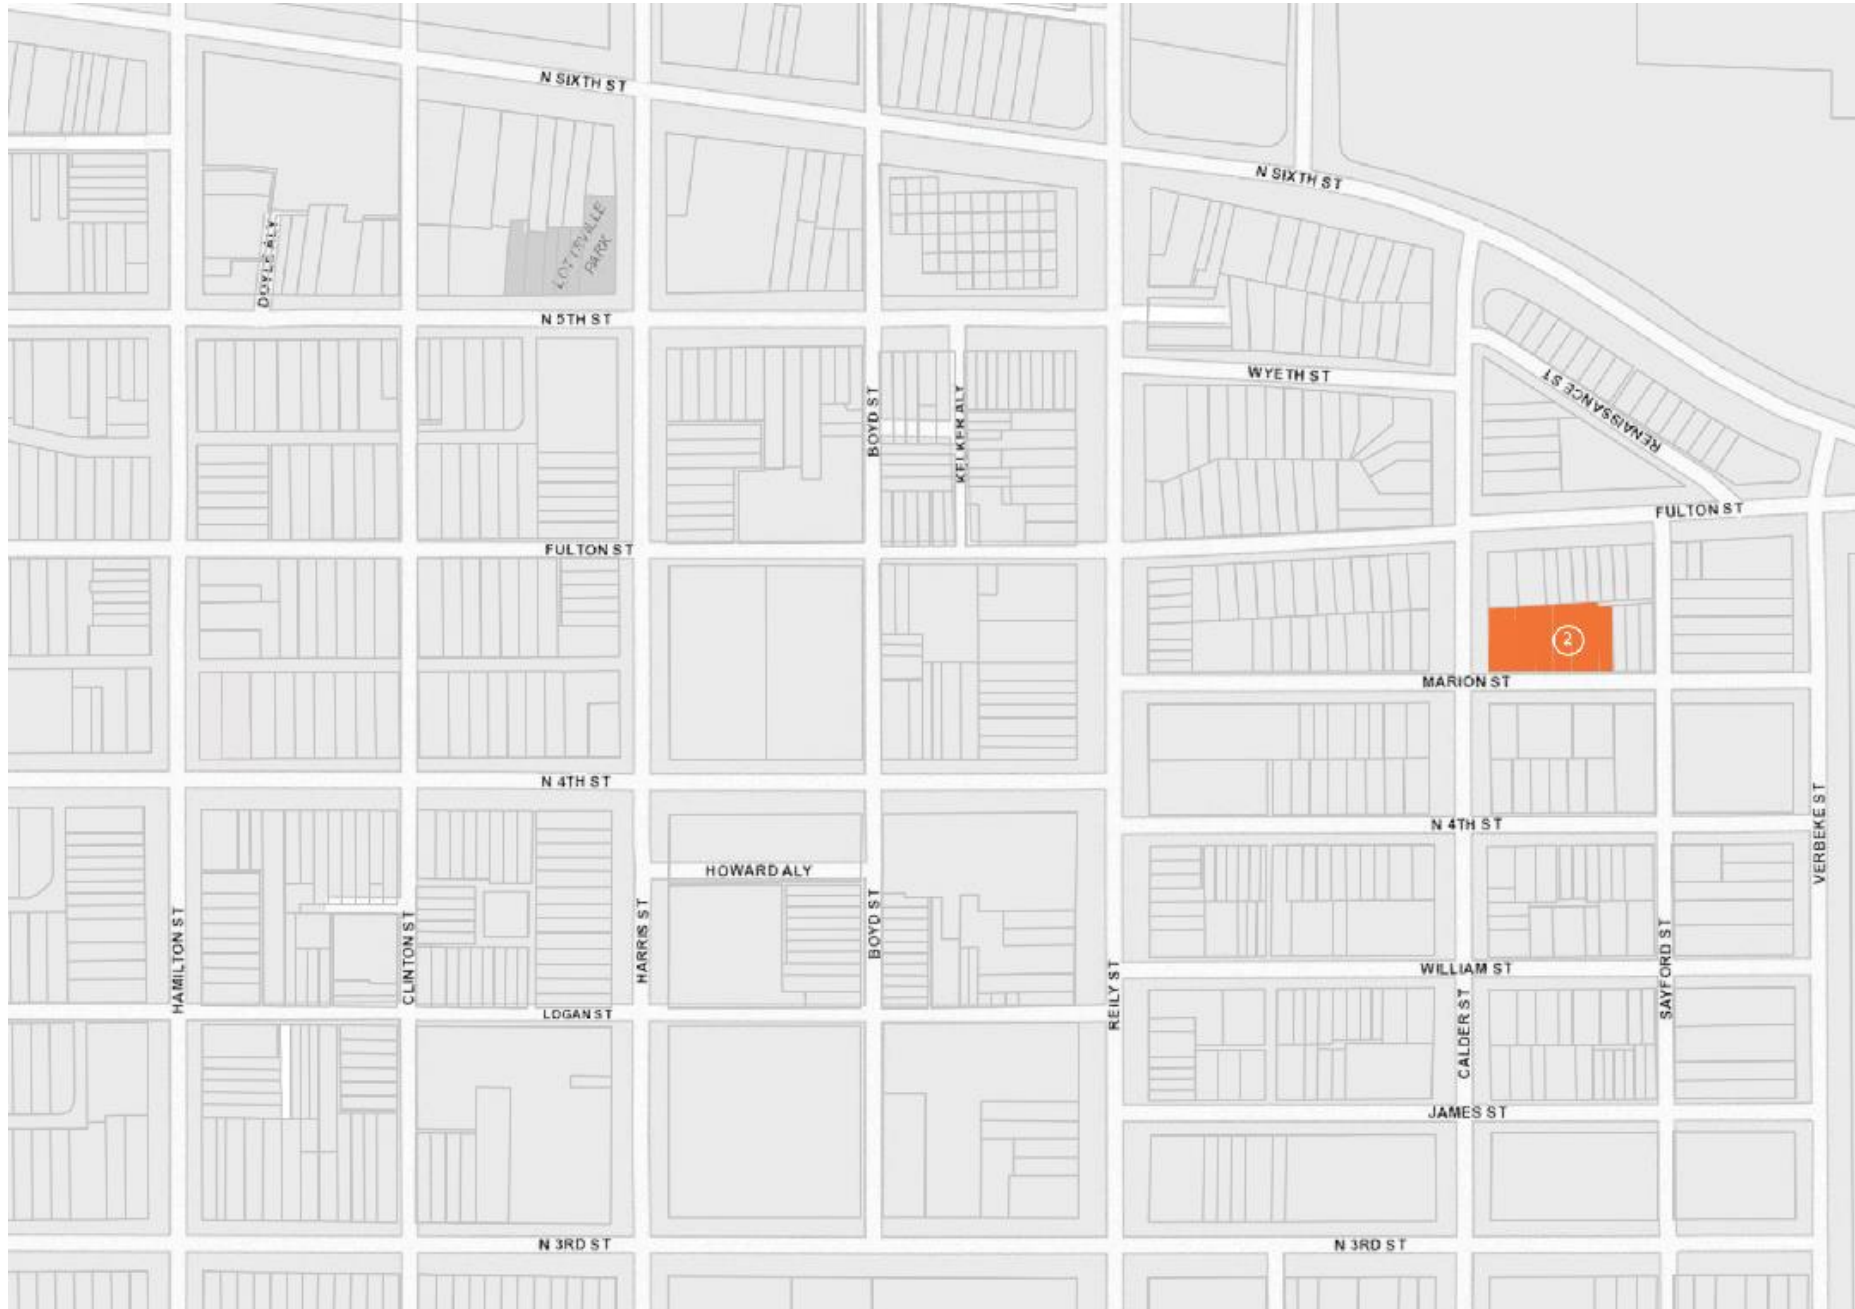 N SIXTH ST
N SIXTH ST
LOTTSVILLE
PARK
DOYLE ALY
N 5TH ST
WYETH ST
RENAISSANCE ST
BOYD ST
KELKER ALY
FULTON ST
FULTON ST
2
MARION ST
N 4TH ST
N 4TH ST
VERBEKE ST
HOWARD ALY
HAMILTON ST
CLINTON ST
HARRIS ST
BOYD ST
REILY ST
WILLIAM ST
CALDER ST
SAYFORD ST
LOGAN ST
JAMES ST
N 3RD ST
N 3RD ST